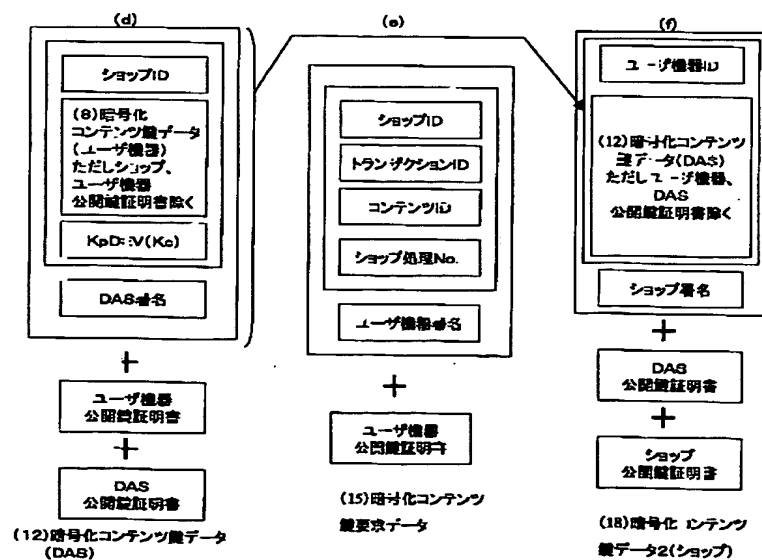 (d)
ショップID
(8)暗号化
コンテンツ鍵データ
(ユーザ機器)
ただしショップ、
ユーザ機器
公開鍵証明書除く
DAS署名
+
ユーザ機器
公開鍵証明書
+
DAS
公開鍵証明書
(12)暗号化コンテンツ鍵データ
(DAS)
(e)
ショップID
トランザクションID
コンテンツID
ショップ処理No.
ユーザ機器署名
+
ユーザ機器
公開鍵証明書
(15)暗号化コンテンツ
鍵要求データ
(f)
ユーザ機器ID
(12)暗号化コンテンツ
鍵データ(DAS)
ただしユーザ機器、
DAS
公開鍵証明書除く
ショップ署名
+
DAS
公開鍵証明書
+
ショップ
公開鍵証明書
(18)暗号化コンテンツ
鍵データ2(ショップ)